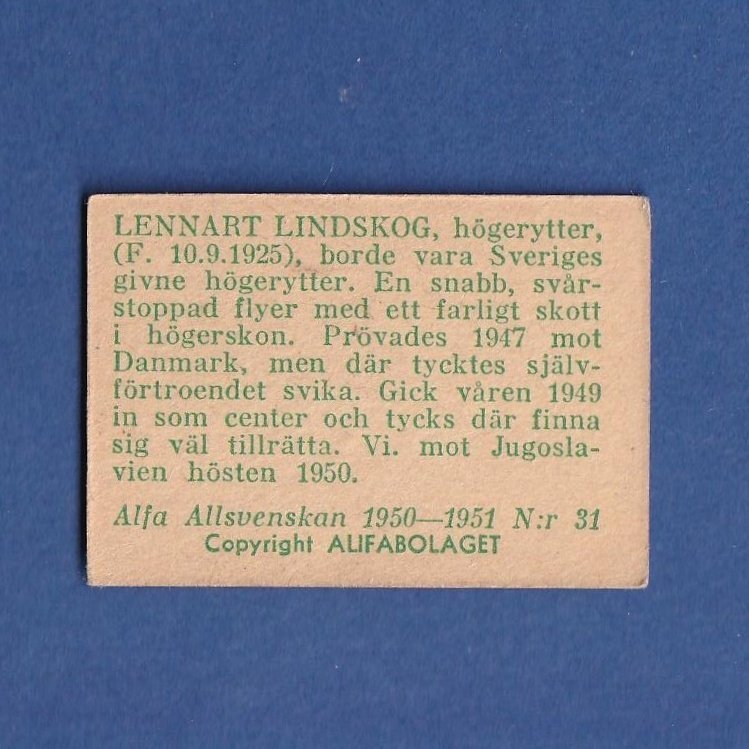 LENNART LINDSKOG, högerytter,
(F. 10.9.1925), borde vara Sveriges
givne högerytter. En snabb, svår-
stoppad flyer med ett farligt skott
i högerskon. Prövades 1947 mot
Danmark, men där tycktes själv-
förtroendet svika. Gick våren 1949
in som center och tycks där finna
sig väl tillrätta. Vi. mot Jugosla-
vien hösten 1950.
Alfa Allsvenskan 1950—1951 N:r 31
Copyright ALIFABOLAGET